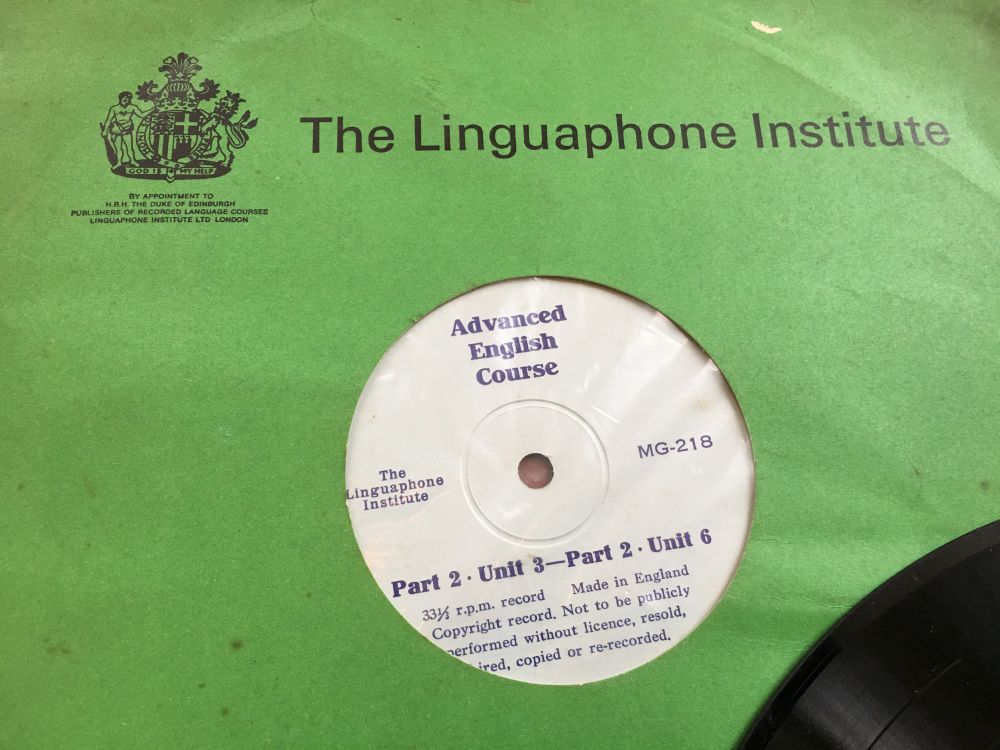 The Linguaphone Institute
GOD IS MY HELP
BY APPOINTMENT TO
H.R.H. THE DUKE OF EDINBURGH
PUBLISHERS OF RECORDED LANGUAGE COURSES
LINGUAPHONE INSTITUTE LTD LONDON
Advanced
English
Course
MG-218
The
Linguaphone
Institute
Part 2 · Unit 3—Part 2 · Unit 6
33⅓ r.p.m. record Made in England
Copyright record. Not to be publicly
performed without licence, resold,
ired, copied or re-recorded.